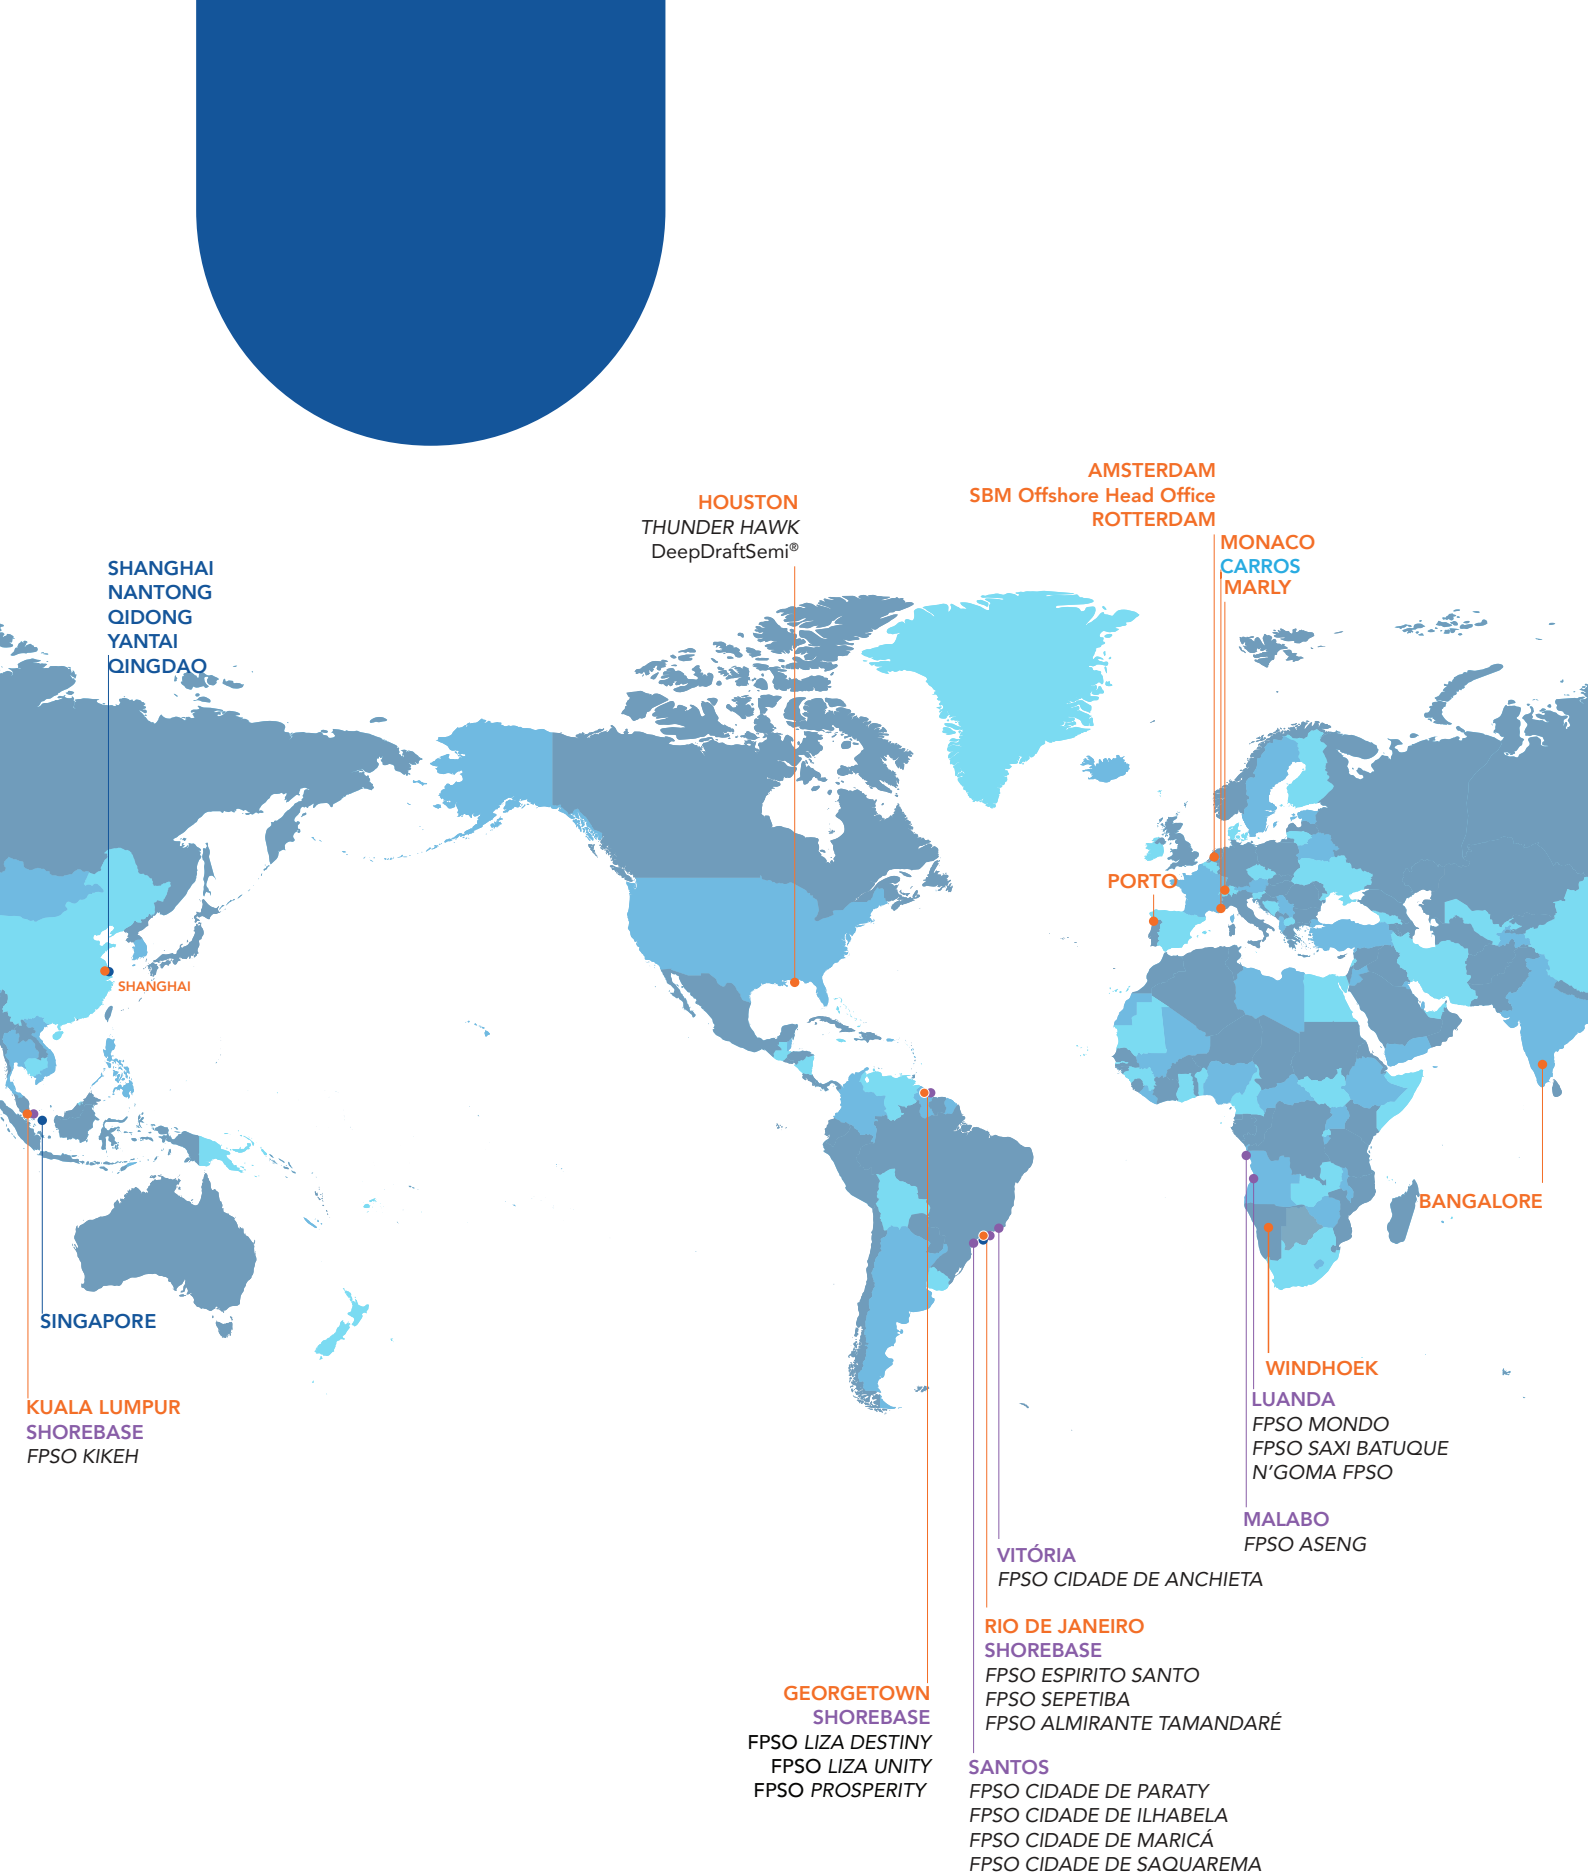 AMSTERDAM
SBM Offshore Head Office
ROTTERDAM
HOUSTON
THUNDER HAWK
DeepDraftSemi®
MONACO
CARROS
MARLY
SHANGHAI
NANTONG
QIDONG
YANTAI
QINGDAO
PORTO
SHANGHAI
BANGALORE
SINGAPORE
KUALA LUMPUR
SHOREBASE
FPSO KIKEH
WINDHOEK
LUANDA
FPSO MONDO
FPSO SAXI BATUQUE
N’GOMA FPSO
MALABO
FPSO ASENG
VITÓRIA
FPSO CIDADE DE ANCHIETA
RIO DE JANEIRO
SHOREBASE
FPSO ESPIRITO SANTO
FPSO SEPETIBA
FPSO ALMIRANTE TAMANDARÉ
GEORGETOWN
SHOREBASE
FPSO LIZA DESTINY
FPSO LIZA UNITY
FPSO PROSPERITY
SANTOS
FPSO CIDADE DE PARATY
FPSO CIDADE DE ILHABELA
FPSO CIDADE DE MARICÁ
FPSO CIDADE DE SAQUAREMA